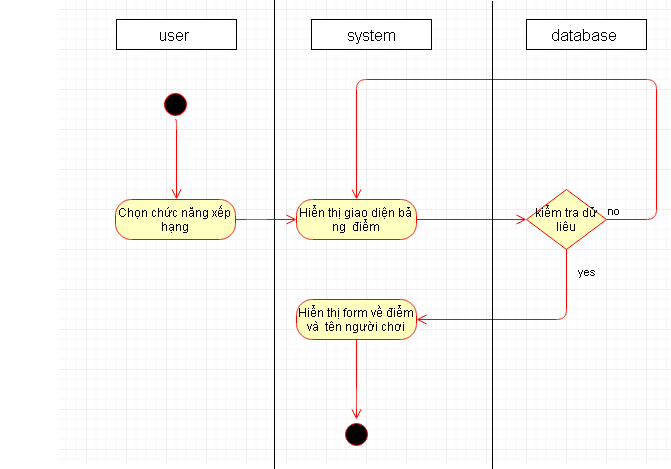 user
system
database
Chọn chức năng xếp
hạng
Hiển thị giao diện bả
ng điểm
kiểm tra dữ
liêu
no
yes
Hiển thị form về điểm
và tên người chơi